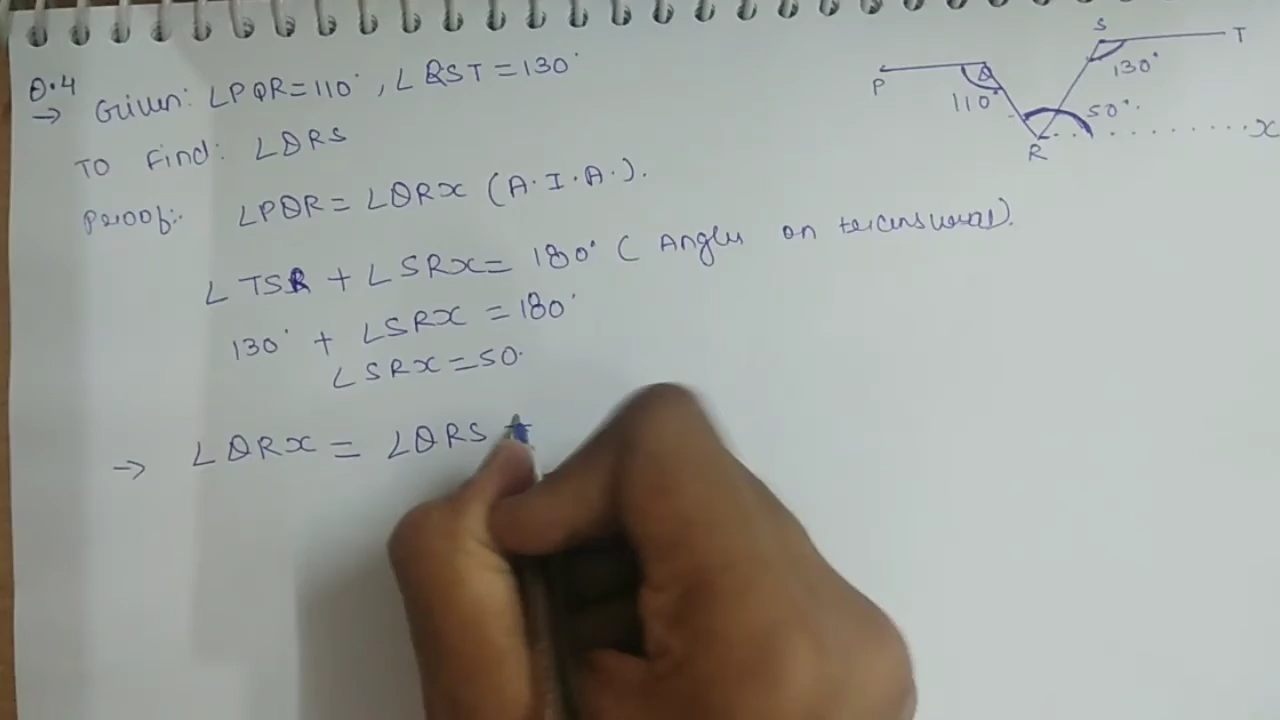 Q.4
→ Given: ∠PQR=110°, ∠RST=130°
To Find: ∠QRS
Proof:- ∠PQR = ∠QRX (A.I.A.).
∠TSR + ∠SRX= 180° (Angles on transversal).
130° + ∠SRX = 180°
∠SRX = 50.
→ ∠QRX = ∠QRS +
P Q S T
110° 130°
50°
R X